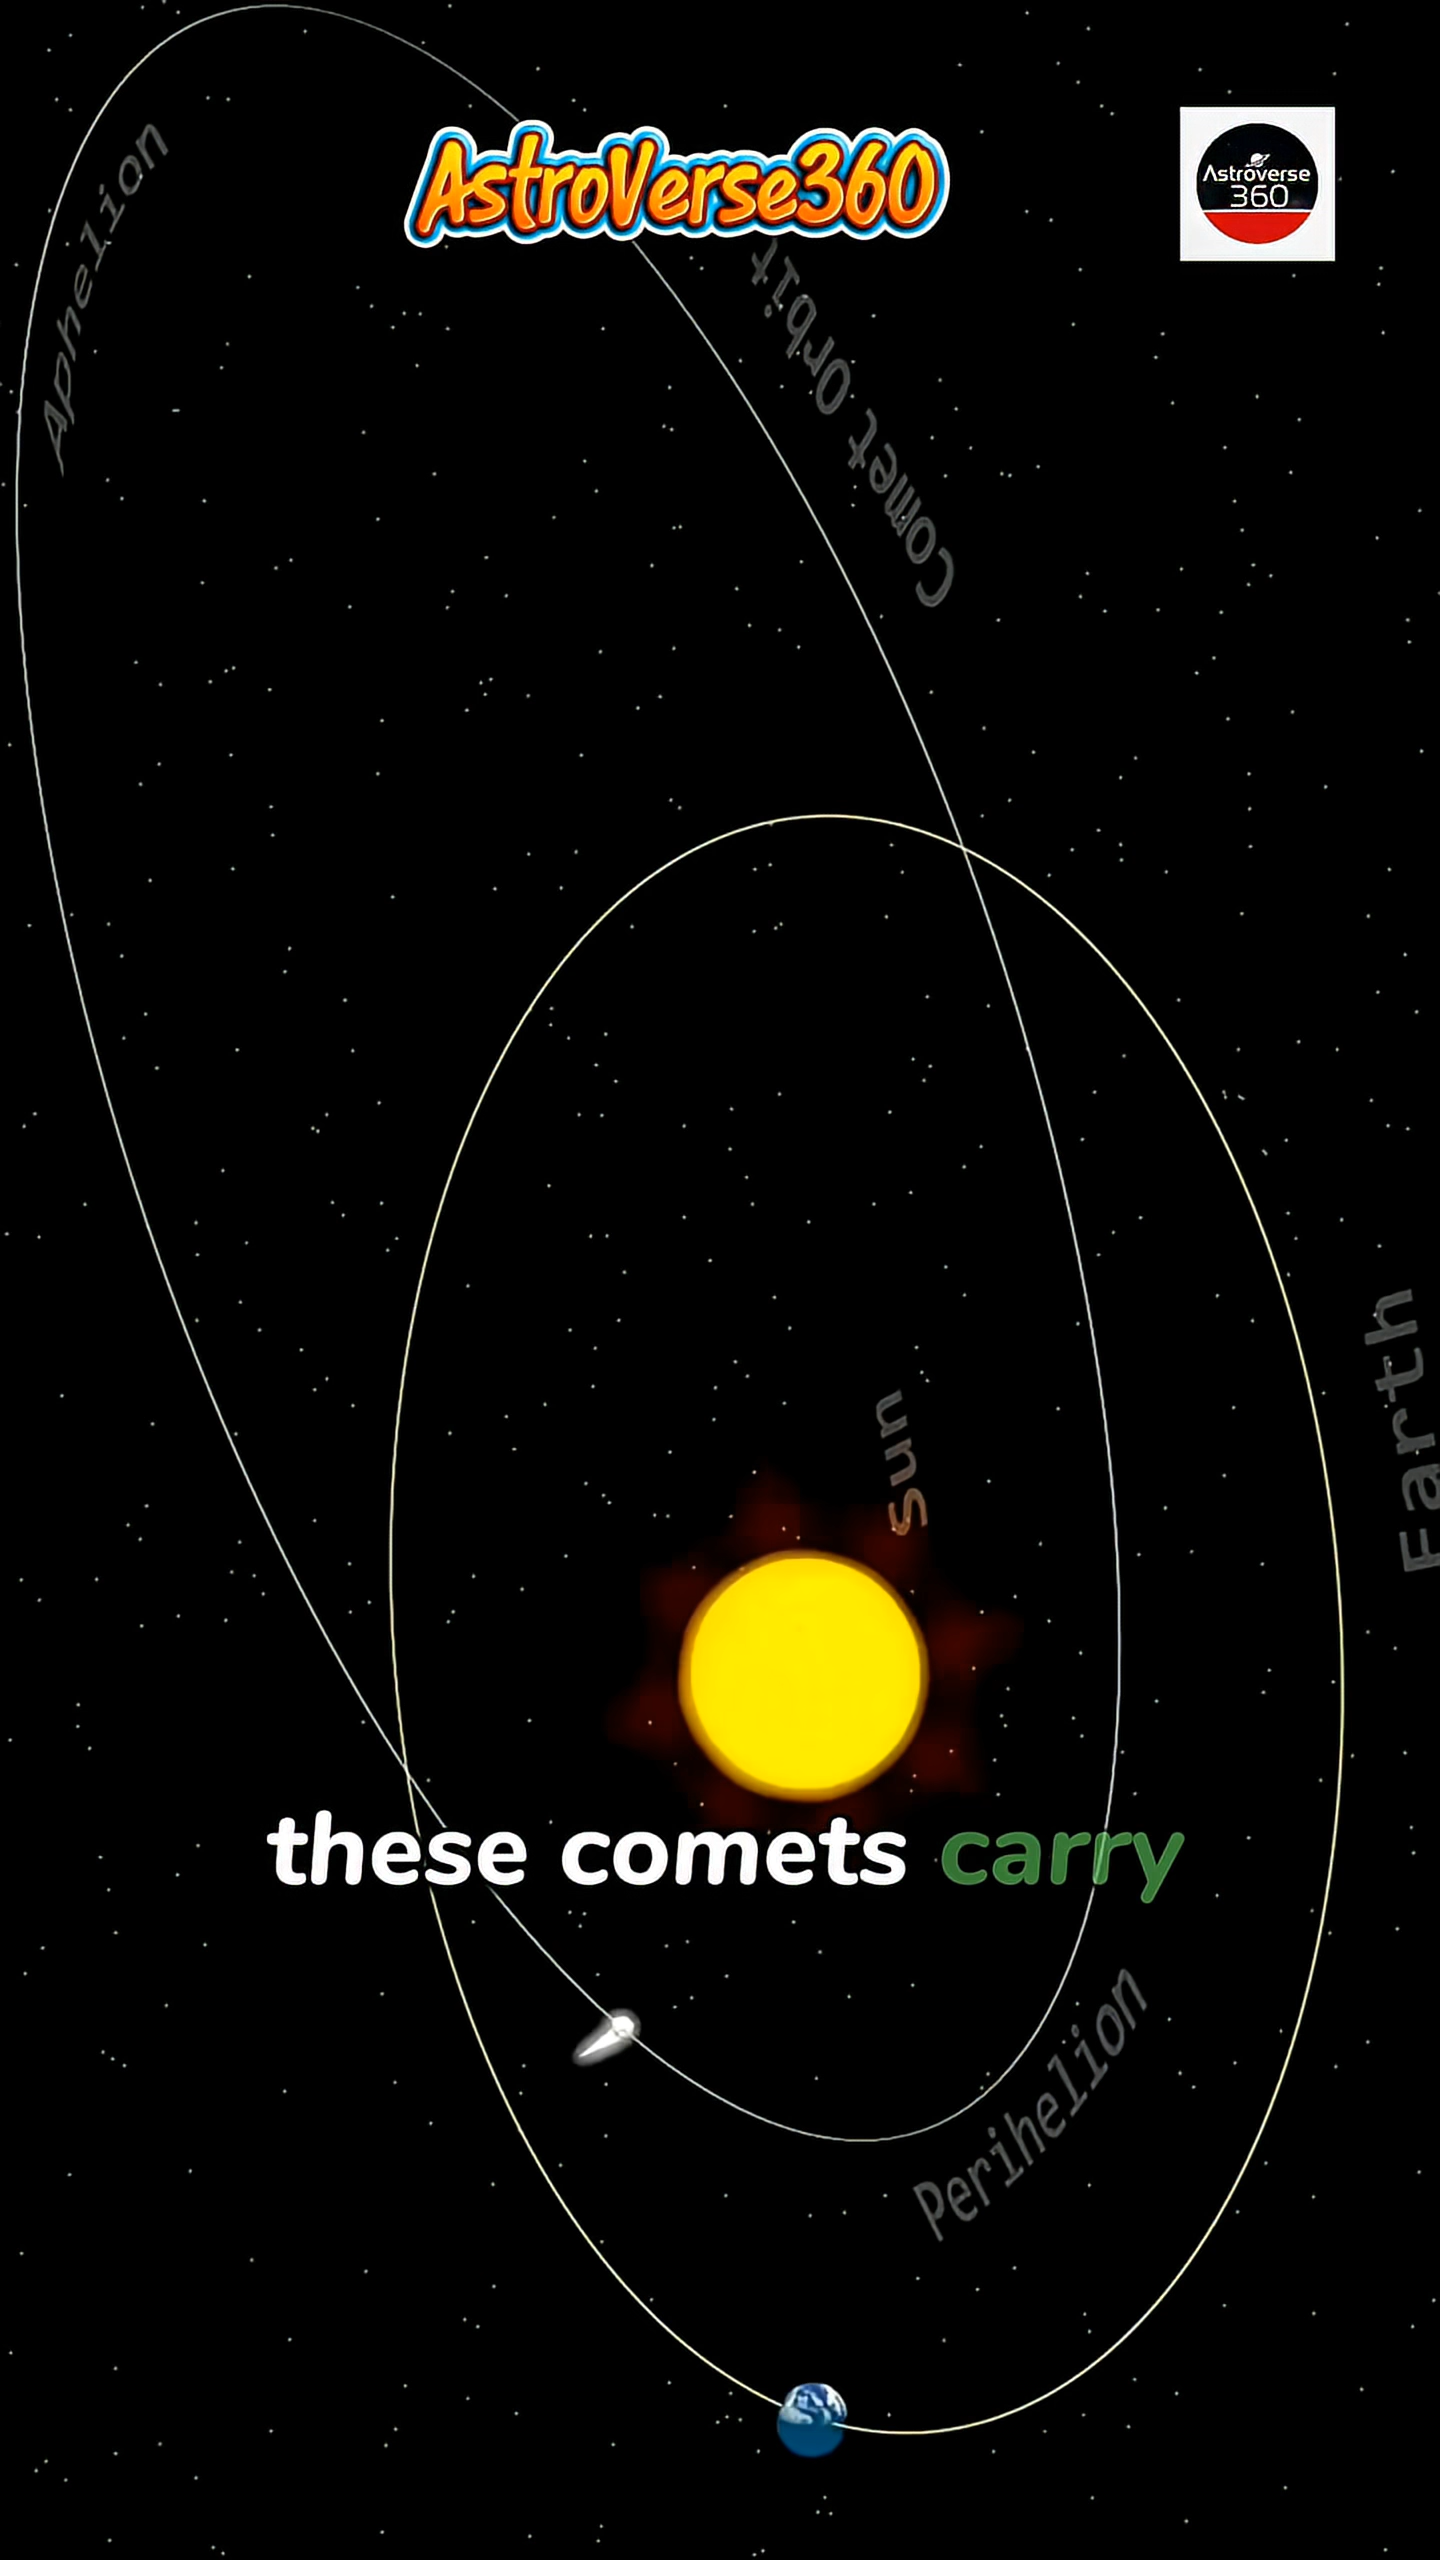 AstroVerse360
Astroverse
360
Aphelion
Comet Orbit
Earth
Sun
these comets carry
Perihelion